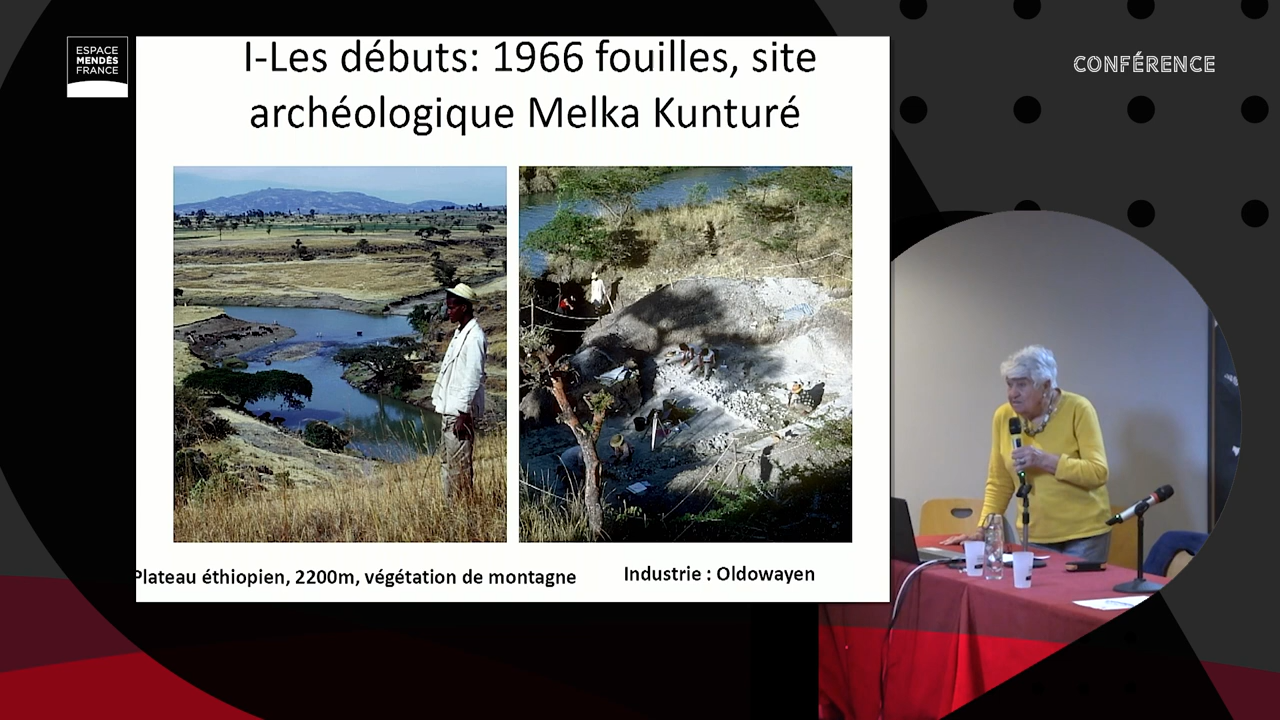 ESPACE
MENDÈS
FRANCE
CONFÉRENCE
I-Les débuts: 1966 fouilles, site
archéologique Melka Kunturé
Plateau éthiopien, 2200m, végétation de montagne
Industrie : Oldowayen